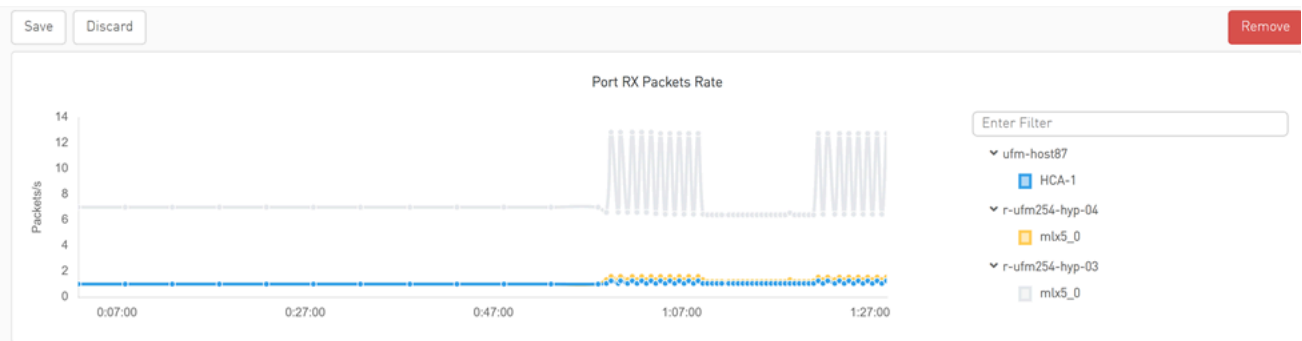 Save Discard Remove
Port RX Packets Rate
14
12
10
8
6
4
2
0
Packets/s
0:07:00 0:27:00 0:47:00 1:07:00 1:27:00
Enter Filter
ufm-host87
HCA-1
r-ufm254-hyp-04
mlx5_0
r-ufm254-hyp-03
mlx5_0